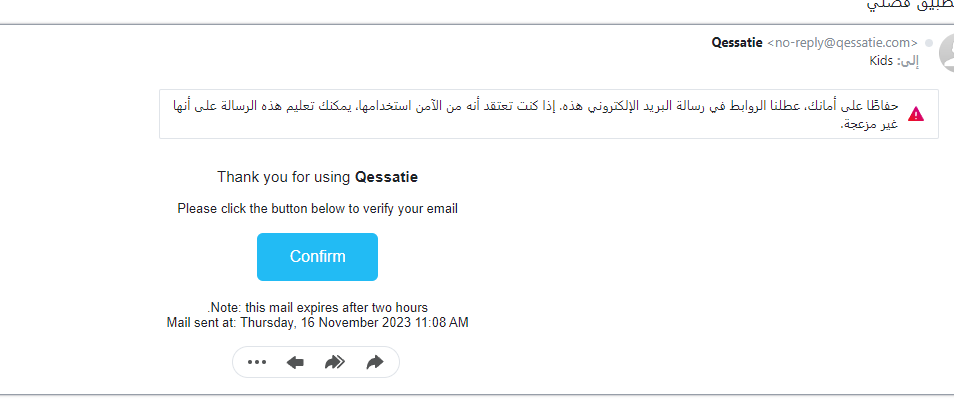 تطبيق قصتي
Qessatie <no-reply@qessatie.com>
إلى: Kids
حفاظًا على أمانك، عطلنا الروابط في رسالة البريد الإلكتروني هذه. إذا كنت تعتقد أنه من الآمن استخدامها، يمكنك تعليم هذه الرسالة على أنها
غير مزعجة.
Thank you for using Qessatie
Please click the button below to verify your email
Confirm
.Note: this mail expires after two hours
Mail sent at: Thursday, 16 November 2023 11:08 AM